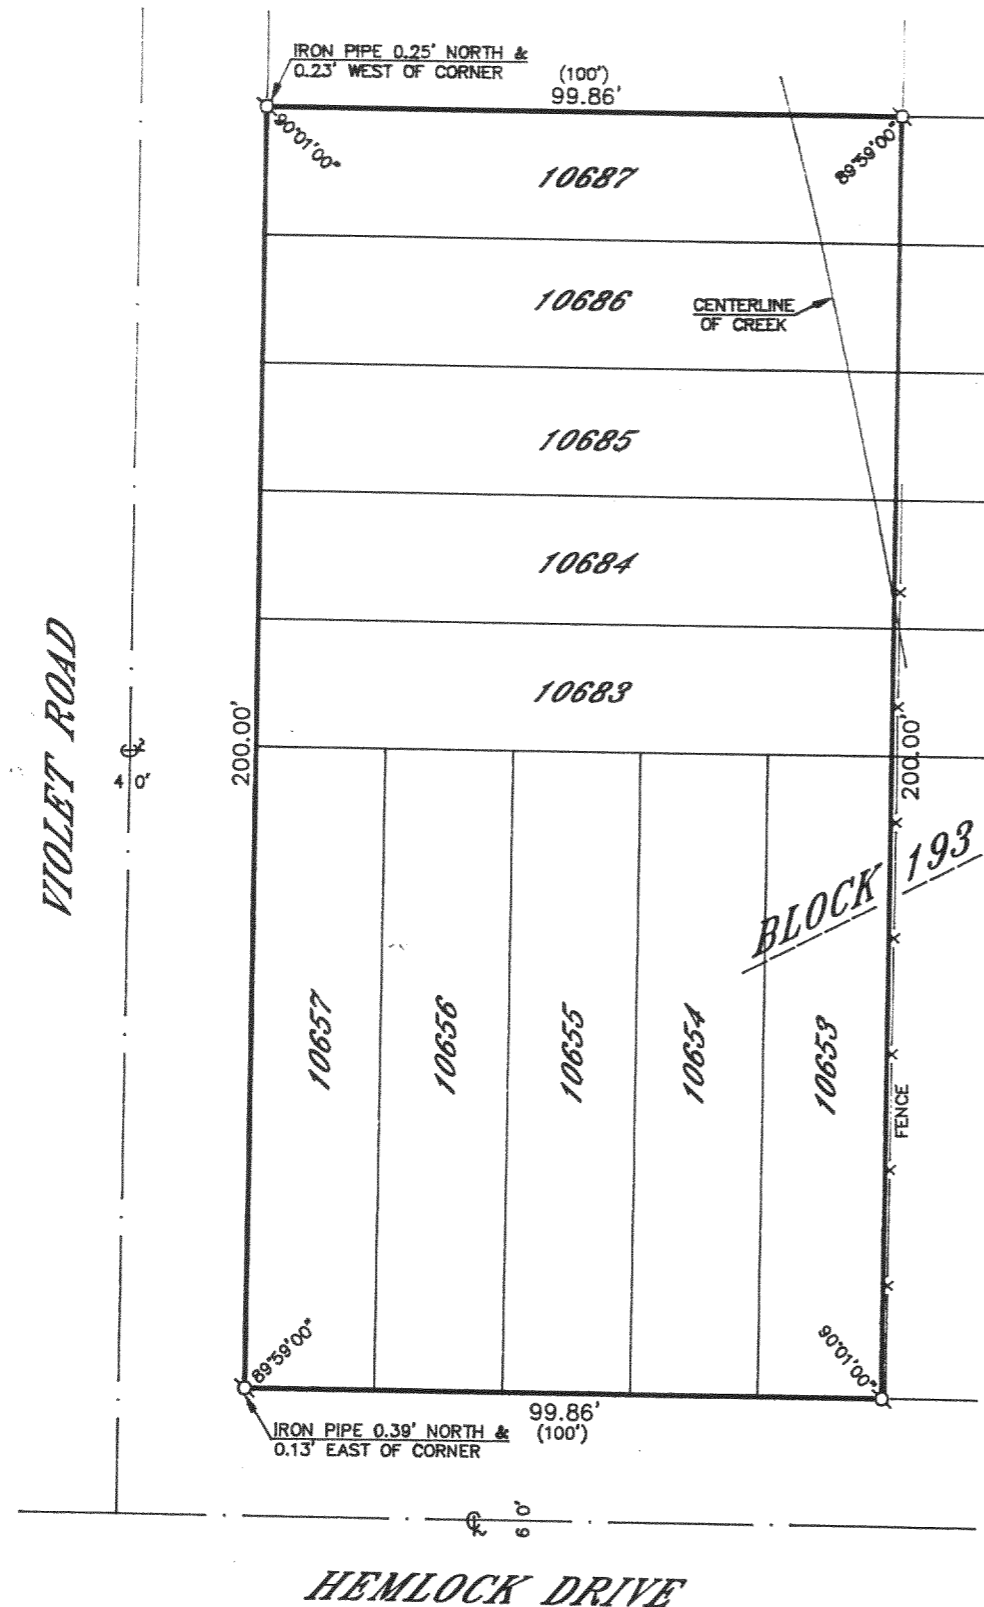 IRON PIPE 0.25' NORTH &
0.23' WEST OF CORNER
(100')
99.86'
90°01'00"
89°59'00"
10687
10686
CENTERLINE
OF CREEK
10685
10684
10683
VIOLET ROAD
℄
40'
200.00'
200.00'
BLOCK 193
10657
10656
10655
10654
10653
FENCE
89°59'00"
90°01'00"
99.86'
(100')
IRON PIPE 0.39' NORTH &
0.13' EAST OF CORNER
℄
60'
HEMLOCK DRIVE